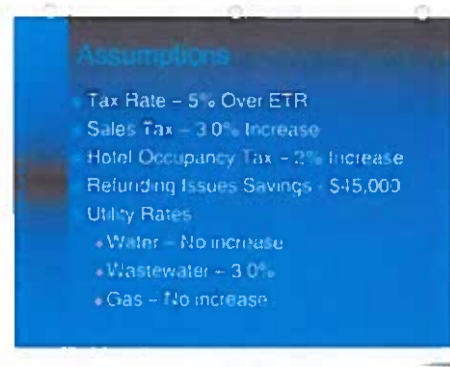 Assumptions
Tax Rate – 5% Over ETR
Sales Tax – 3.0% Increase
Hotel Occupancy Tax – 2% Increase
Refunding Issues Savings - $45,000
Utility Rates
Water – No increase
Wastewater – 3.0%
Gas – No increase